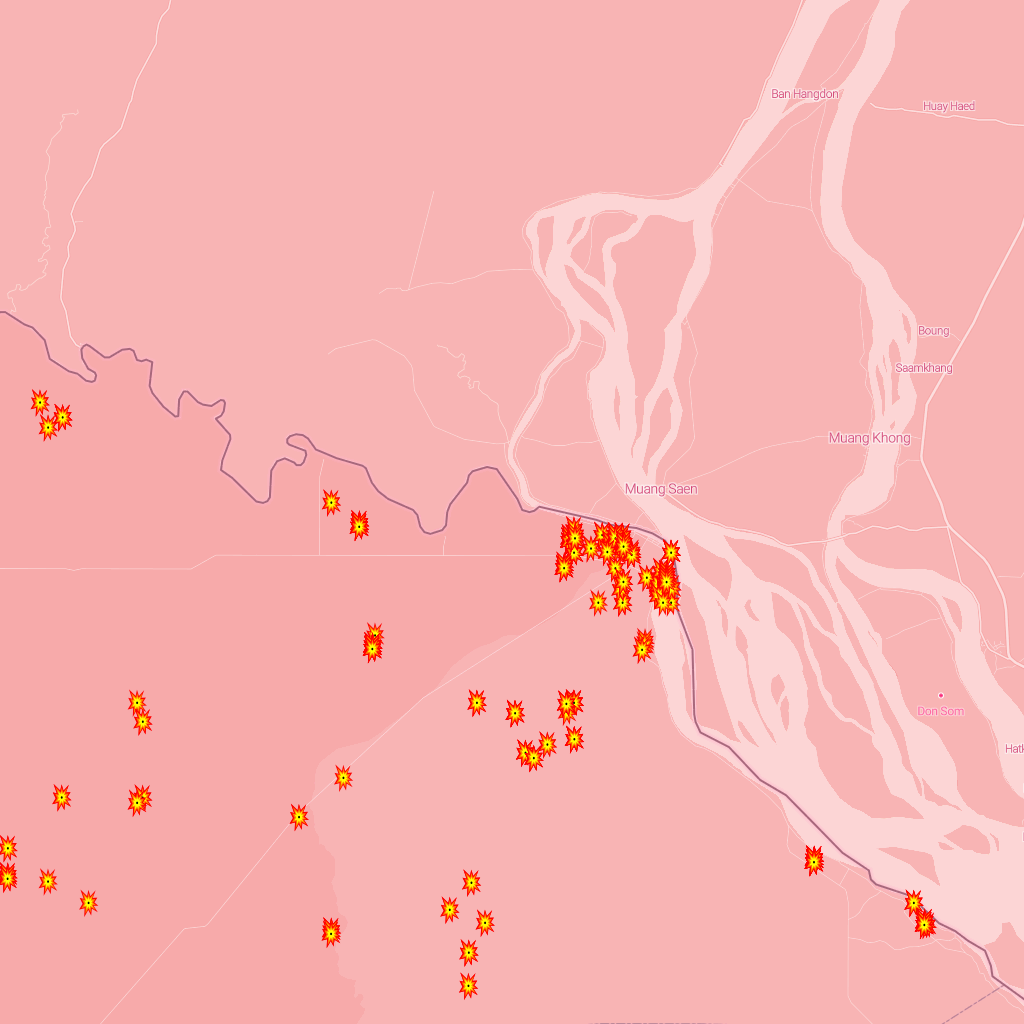 Ban Hangdon
Huay Haed
Boung
Saamkhang
Muang Khong
Muang Saen
Don Som